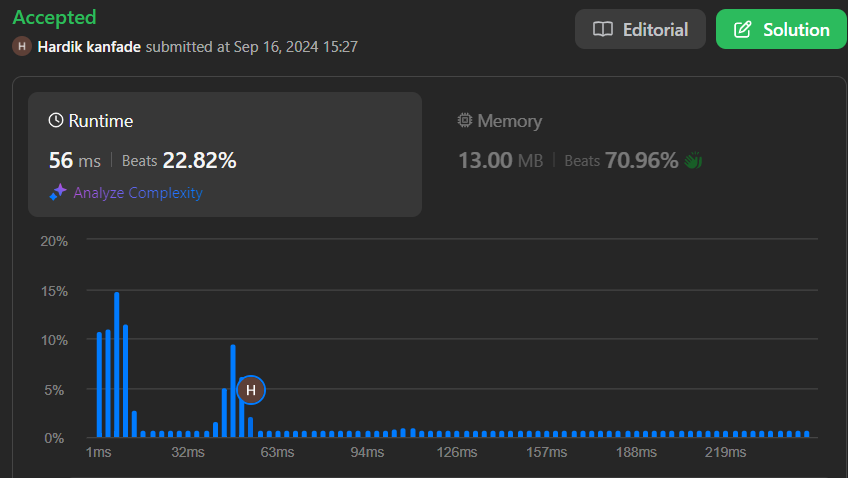 Accepted
Editorial
Solution
H Hardik kanfade submitted at Sep 16, 2024 15:27
Runtime
56 ms | Beats 22.82%
Analyze Complexity
Memory
13.00 MB | Beats 70.96%
20%
15%
10%
5%
0%
H
1ms 32ms 63ms 94ms 126ms 157ms 188ms 219ms